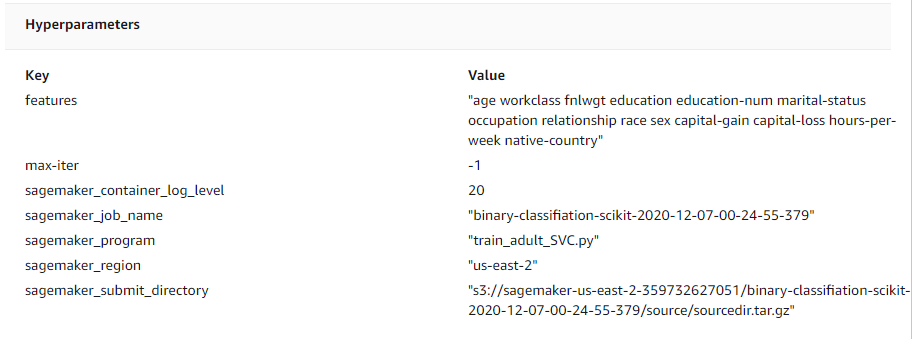 Hyperparameters
Key Value
features "age workclass fnlwgt education education-num marital-status
occupation relationship race sex capital-gain capital-loss hours-per-
week native-country"
max-iter -1
sagemaker_container_log_level 20
sagemaker_job_name "binary-classifiation-scikit-2020-12-07-00-24-55-379"
sagemaker_program "train_adult_SVC.py"
sagemaker_region "us-east-2"
sagemaker_submit_directory "s3://sagemaker-us-east-2-359732627051/binary-classifiation-scikit-
2020-12-07-00-24-55-379/source/sourcedir.tar.gz"